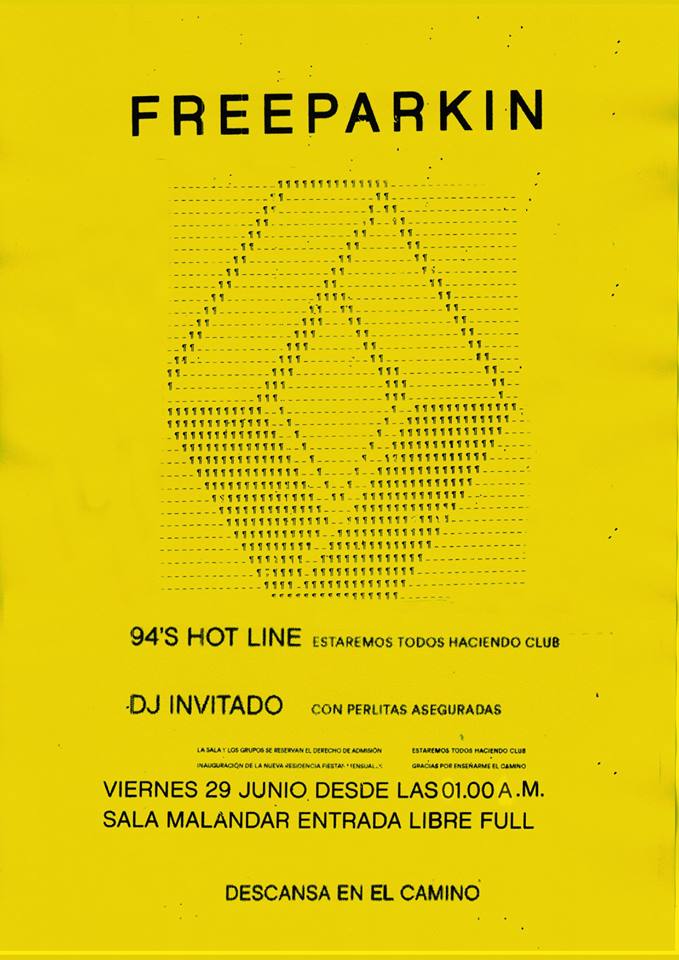 FREEPARKIN
94'S HOT LINE ESTAREMOS TODOS HACIENDO CLUB
DJ INVITADO CON PERLITAS ASEGURADAS
LA SALA Y LOS GRUPOS SE RESERVAN EL DERECHO DE ADMISIÓN ESTAREMOS TODOS HACIENDO CLUB
INAUGURACIÓN DE LA NUEVA RESIDENCIA GRACIAS POR ENSEÑARME EL CAMINO
VIERNES 29 JUNIO DESDE LAS 01.00 A.M.
SALA MALANDAR ENTRADA LIBRE FULL
DESCANSA EN EL CAMINO